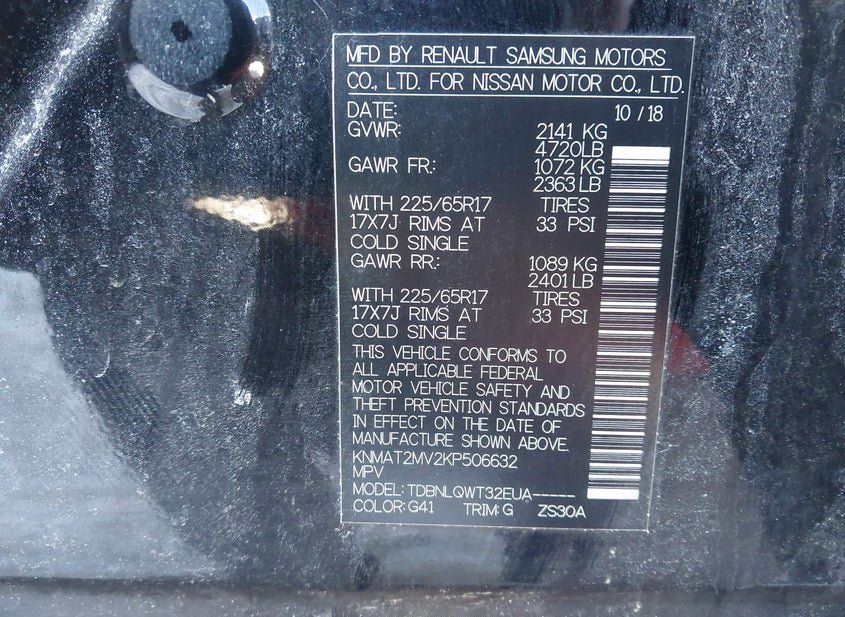 MFD BY RENAULT SAMSUNG MOTORS
CO., LTD. FOR NISSAN MOTOR CO., LTD.
DATE: 10 / 18
GVWR: 2141 KG
4720LB
GAWR FR.: 1072 KG
2363 LB
WITH 225/65R17 TIRES
17X7J RIMS AT 33 PSI
COLD SINGLE
GAWR RR.: 1089 KG
2401 LB
WITH 225/65R17 TIRES
17X7J RIMS AT 33 PSI
COLD SINGLE
THIS VEHICLE CONFORMS TO
ALL APPLICABLE FEDERAL
MOTOR VEHICLE SAFETY AND
THEFT PREVENTION STANDARDS
IN EFFECT ON THE DATE OF
MANUFACTURE SHOWN ABOVE.
KNMAT2MV2KP506632
MPV
MODEL: TDBNLQWT32EUA-----
COLOR: G41 TRIM: G ZS30A